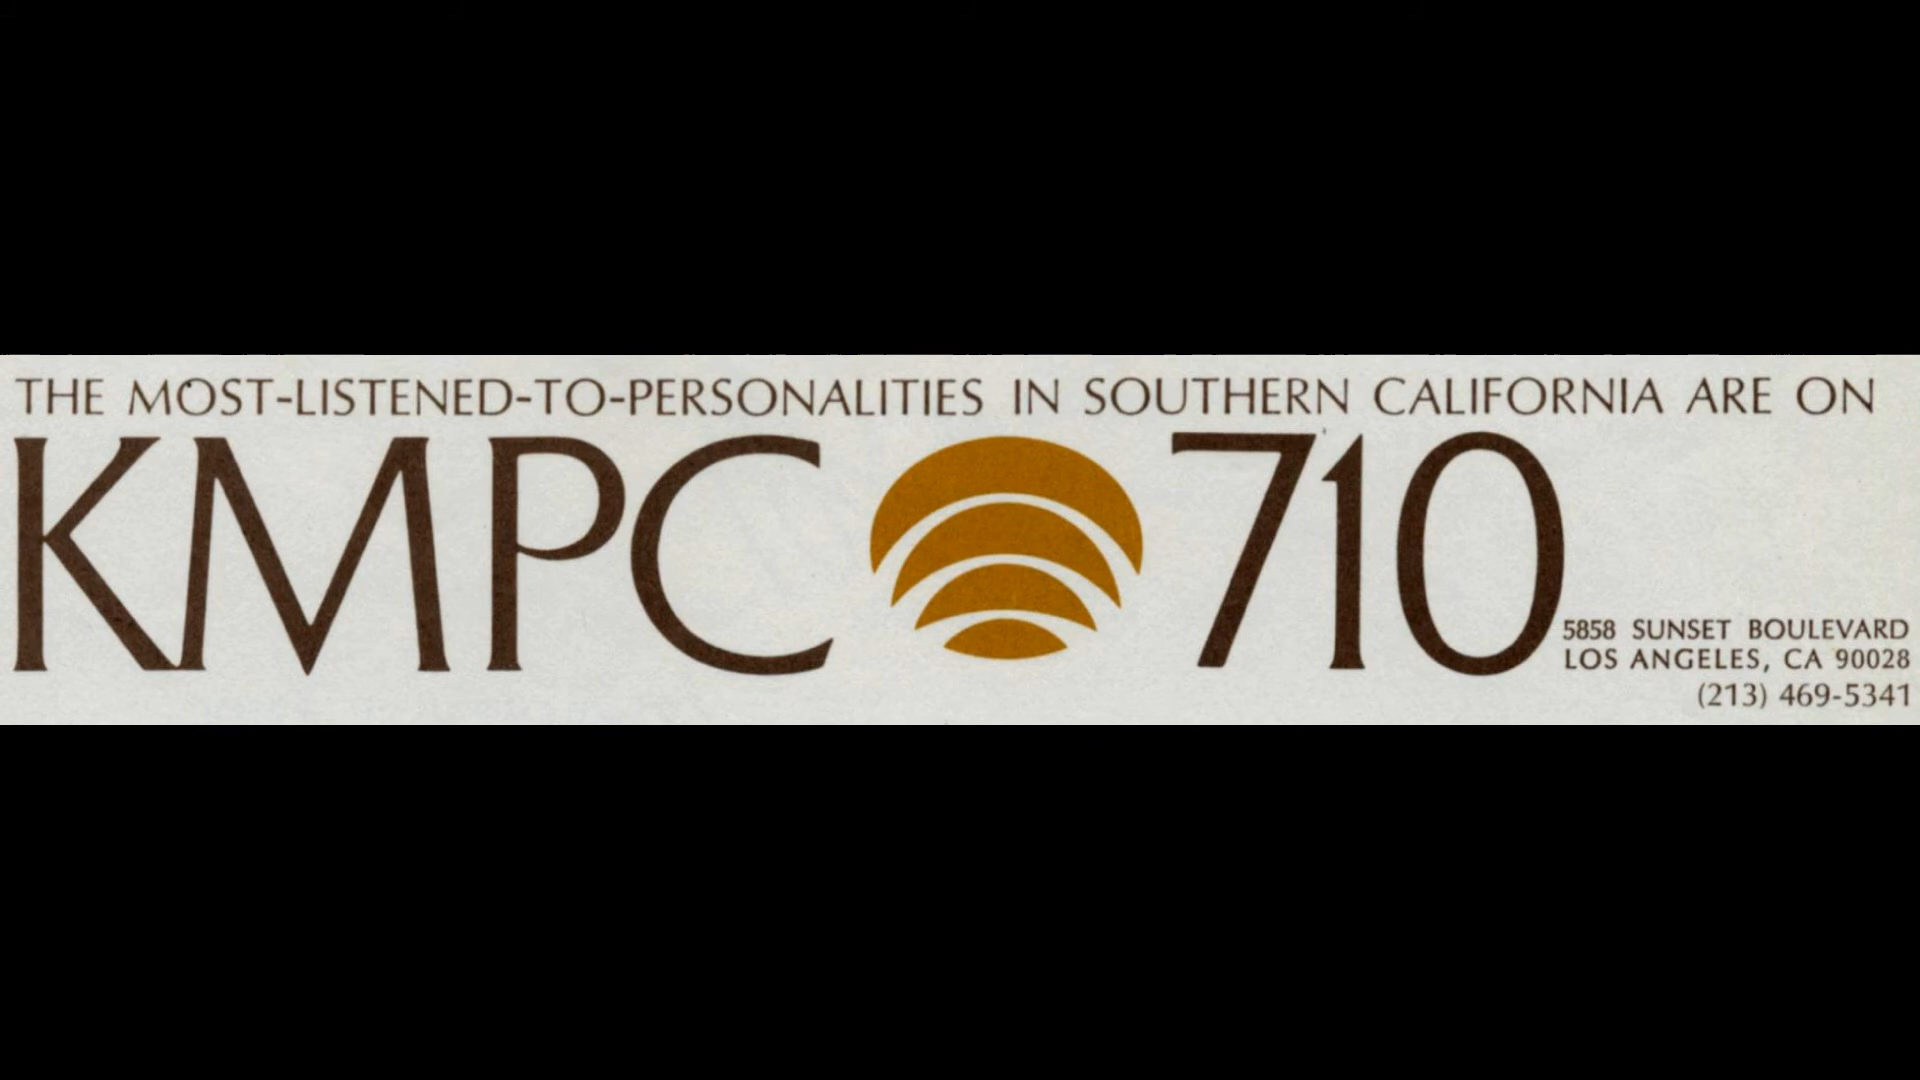 THE MOST-LISTENED-TO-PERSONALITIES IN SOUTHERN CALIFORNIA ARE ON
KMPC 710
5858 SUNSET BOULEVARD
LOS ANGELES, CA 90028
(213) 469-5341